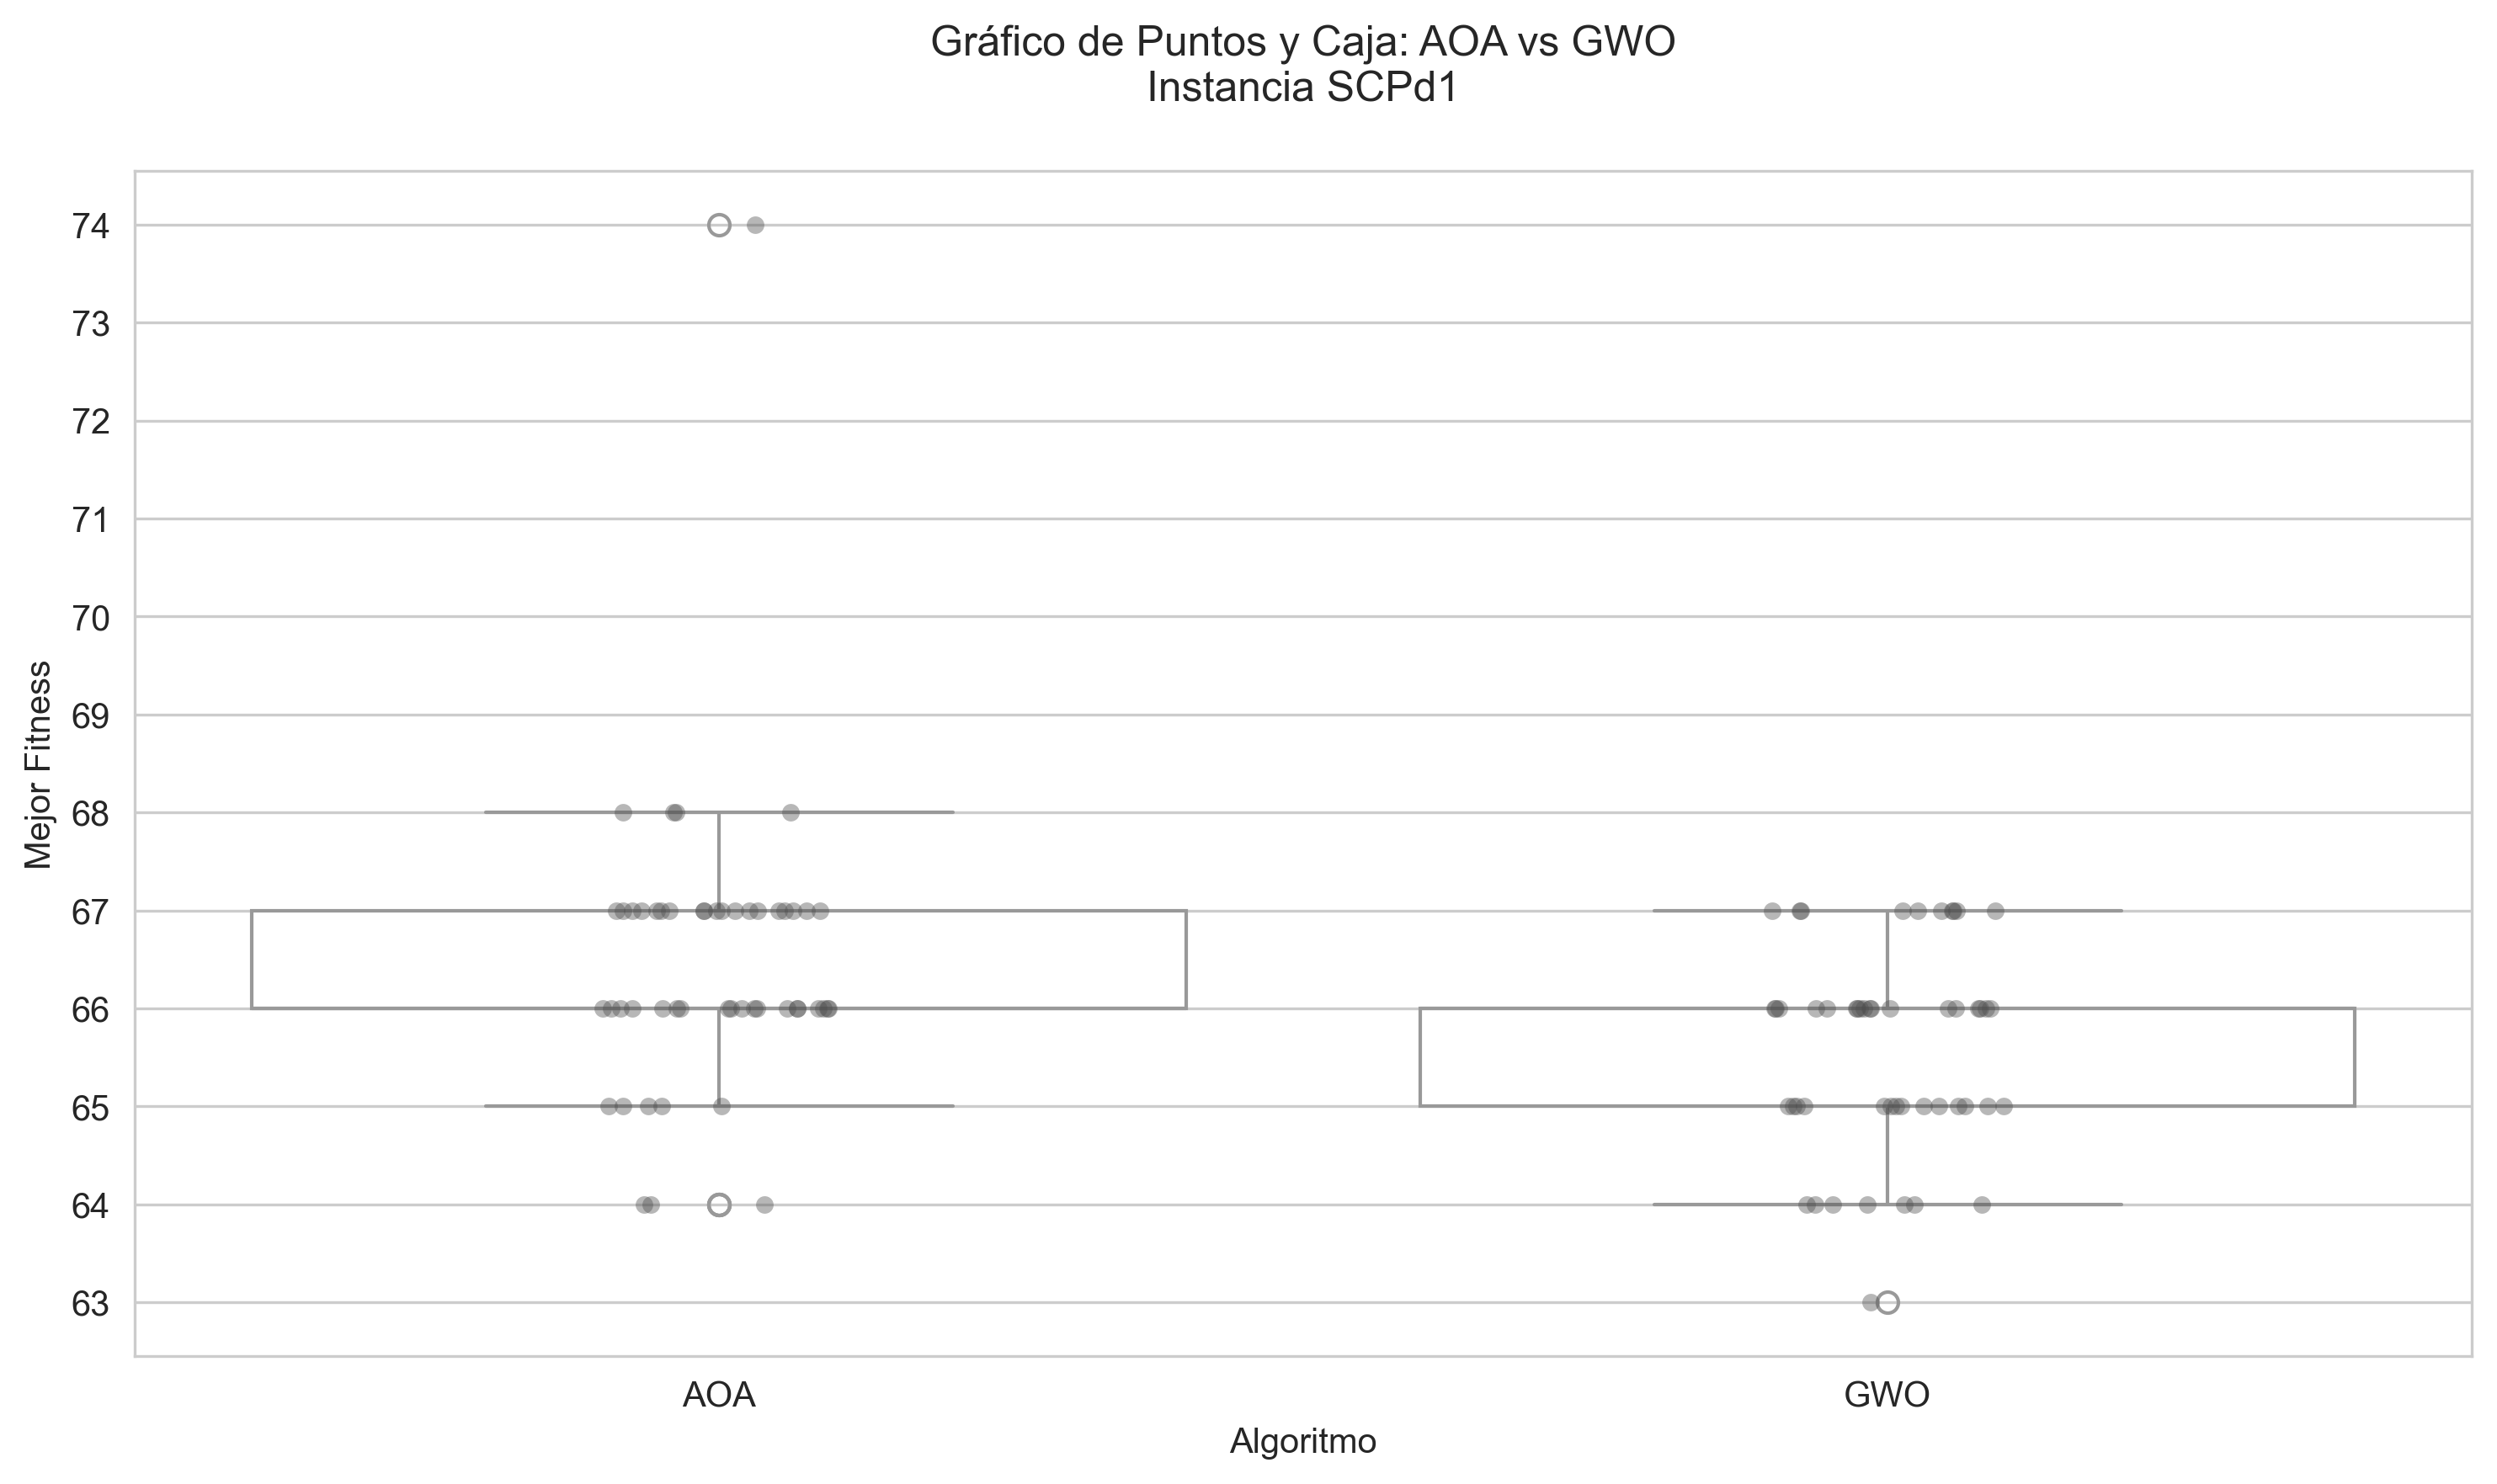 Gráfico de Puntos y Caja: AOA vs GWO
Instancia SCPd1
Mejor Fitness
74
73
72
71
70
69
68
67
66
65
64
63
AOA
GWO
Algoritmo